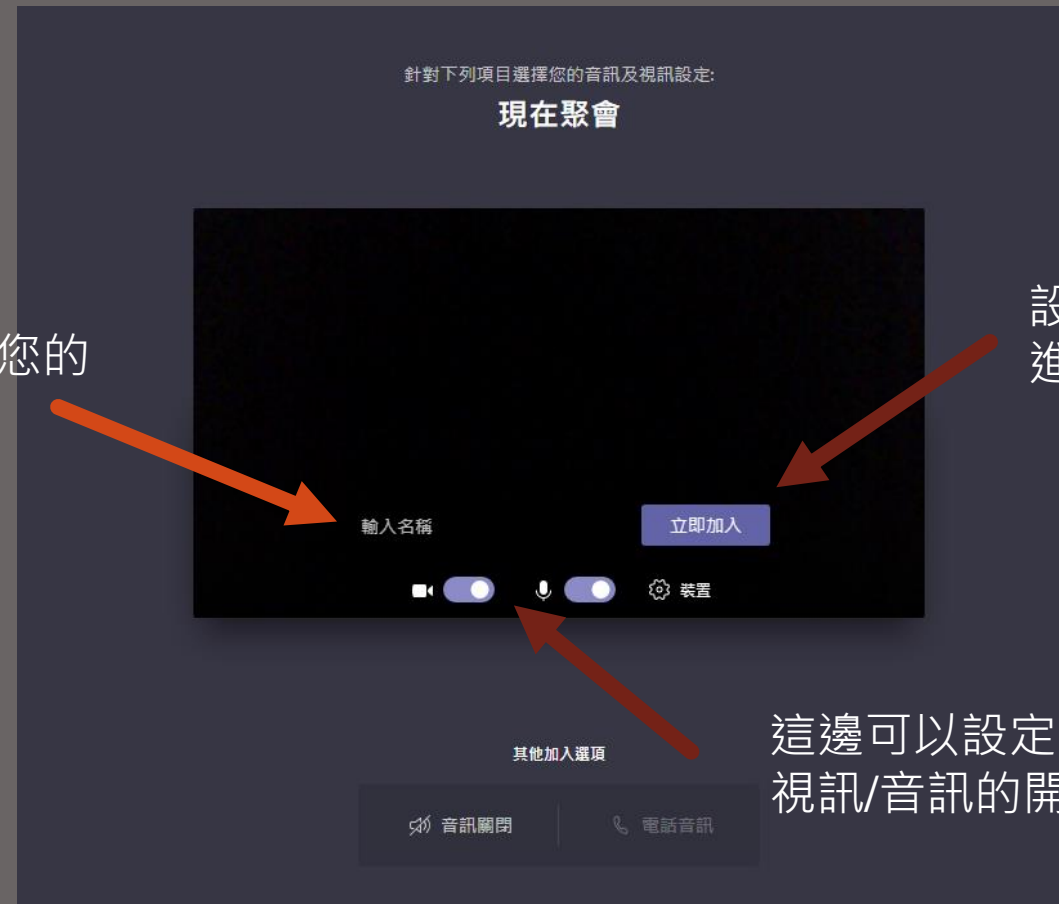 針對下列項目選擇您的音訊及視訊設定:
現在聚會
您的
設
進
輸入名稱
立即加入
裝置
其他加入選項
音訊關閉
電話音訊
這邊可以設定
視訊/音訊的開